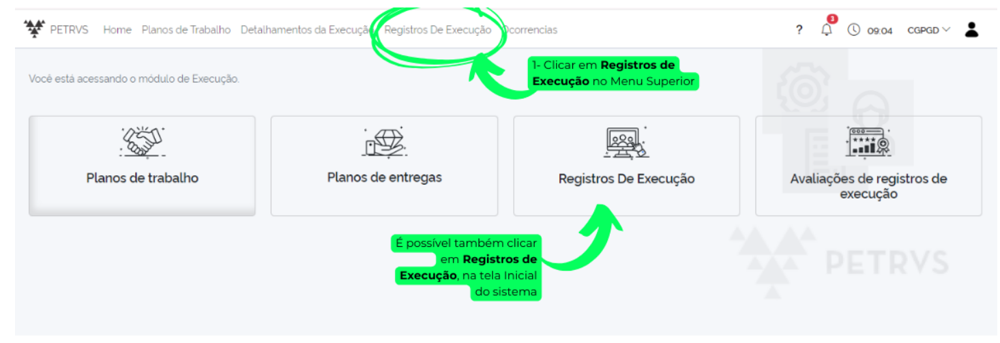 PETRVS Home Planos de Trabalho Detalhamentos da Execução Registros De Execução Ocorrencias ? 3 09:04 CGPGD
1- Clicar em Registros de
Execução no Menu Superior
Você está acessando o módulo de Execução.
Planos de trabalho
Planos de entregas
Registros De Execução
Avaliações de registros de
execução
É possível também clicar
em Registros de
Execução, na tela Inicial
do sistema
PETRVS